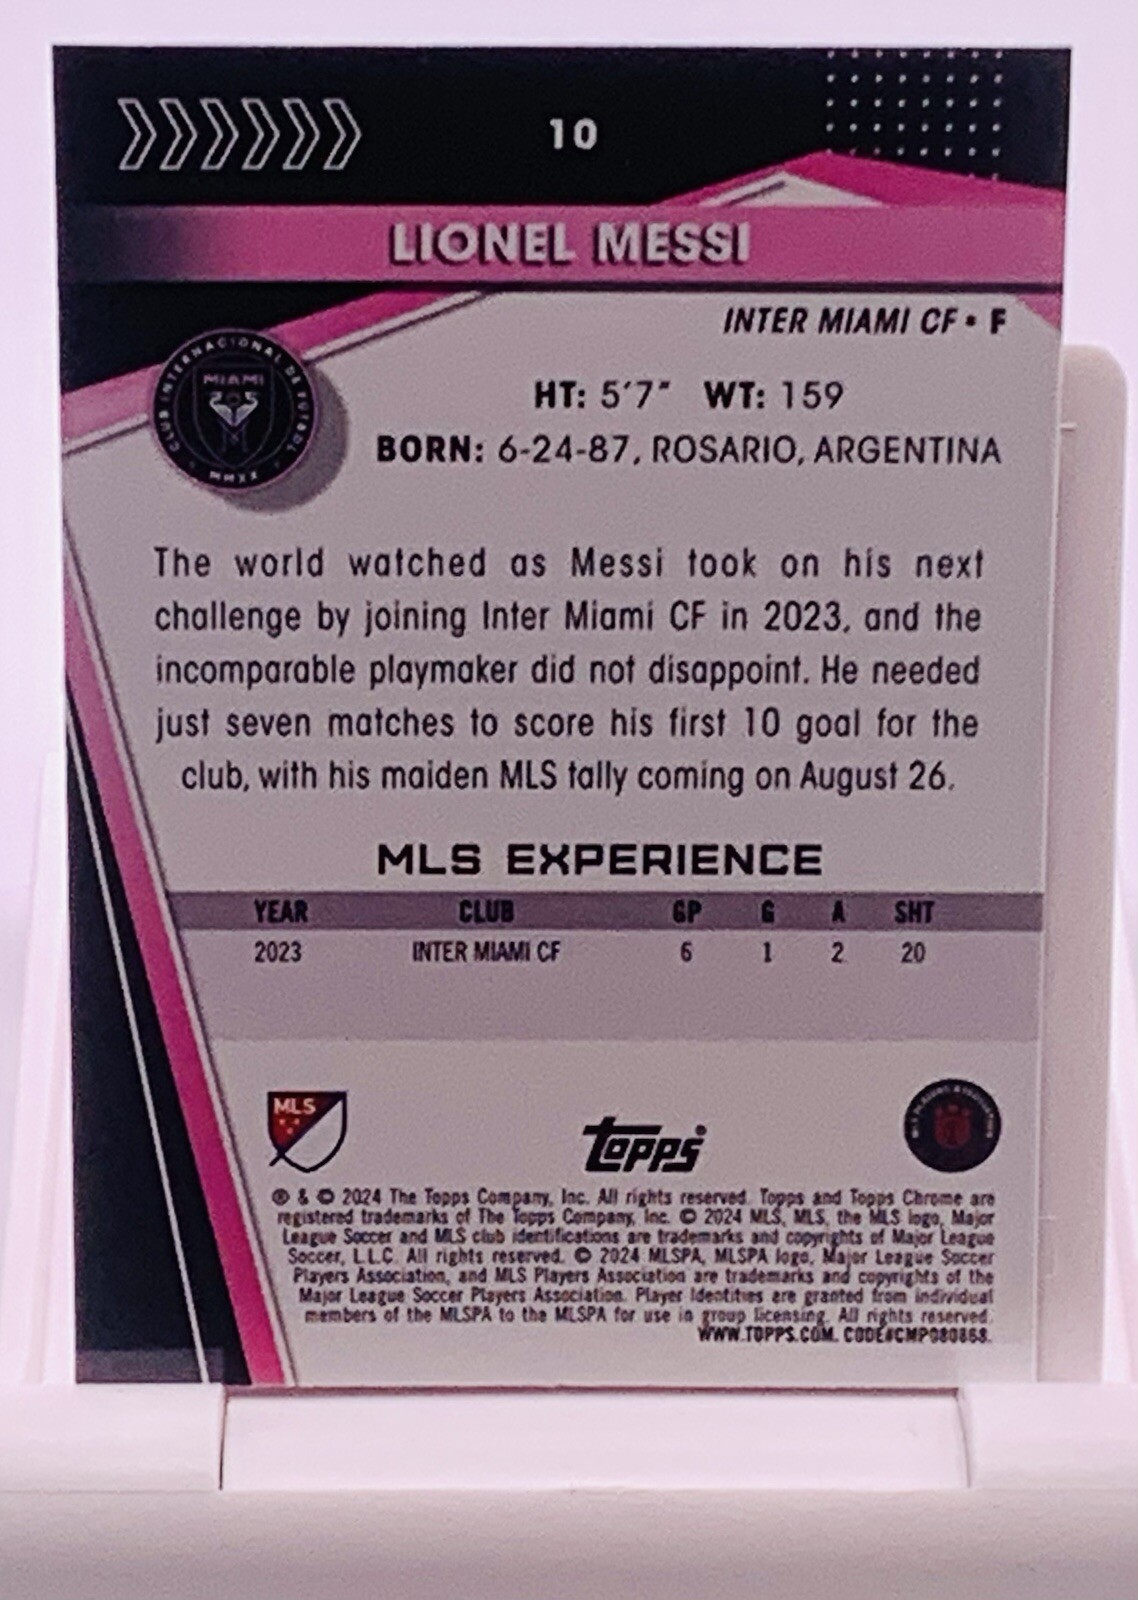 10
LIONEL MESSI
INTER MIAMI CF • F
CLUB INTERNACIONAL DE FÚTBOL
MIAMI
MMXX
HT: 5'7" WT: 159
BORN: 6-24-87, ROSARIO, ARGENTINA
The world watched as Messi took on his next
challenge by joining Inter Miami CF in 2023, and the
incomparable playmaker did not disappoint. He needed
just seven matches to score his first 10 goal for the
club, with his maiden MLS tally coming on August 26.
MLS EXPERIENCE
YEAR CLUB GP G A SHT
2023 INTER MIAMI CF 6 1 2 20
MLS
topps
MLS PLAYERS ASSOCIATION
® & © 2024 The Topps Company, Inc. All rights reserved. Topps and Topps Chrome are
registered trademarks of The Topps Company, Inc. © 2024 MLS, MLS, the MLS logo, Major
League Soccer and MLS club identifications are trademarks and copyrights of Major League
Soccer, L.L.C. All rights reserved. © 2024 MLSPA, MLSPA logo, Major League Soccer
Players Association, and MLS Players Association are trademarks and copyrights of the
Major League Soccer Players Association. Player Identities are granted from individual
members of the MLSPA to the MLSPA for use in group licensing. All rights reserved.
WWW.TOPPS.COM. CODE#CMP080868.